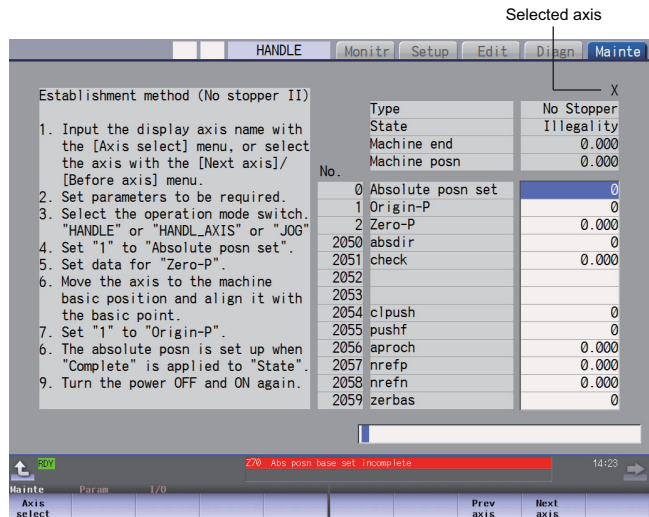 Selected axis
HANDLE Monitr Setup Edit Diagn Mainte
Establishment method (No stopper II)
1. Input the display axis name with
the [Axis select] menu, or select
the axis with the [Next axis]/
[Before axis] menu.
2. Set parameters to be required.
3. Select the operation mode switch.
"HANDLE" or "HANDL_AXIS" or "JOG"
4. Set "1" to "Absolute posn set".
5. Set data for "Zero-P".
6. Move the axis to the machine
basic position and align it with
the basic point.
7. Set "1" to "Origin-P".
6. The absolute posn is set up when
"Complete" is applied to "State".
9. Turn the power OFF and ON again.
X
Type No Stopper
State Illegality
Machine end 0.000
Machine posn 0.000
No.
0 Absolute posn set 0
1 Origin-P 0
2 Zero-P 0.000
2050 absdir 0
2051 check 0.000
2052
2053
2054 clpush 0
2055 pushf 0
2056 aproch 0.000
2057 nrefp 0.000
2058 nrefn 0.000
2059 zerbas 0
RDY Z70 Abs posn base set incomplete 14:23
Mainte Param I/O
Axis select Prev axis Next axis